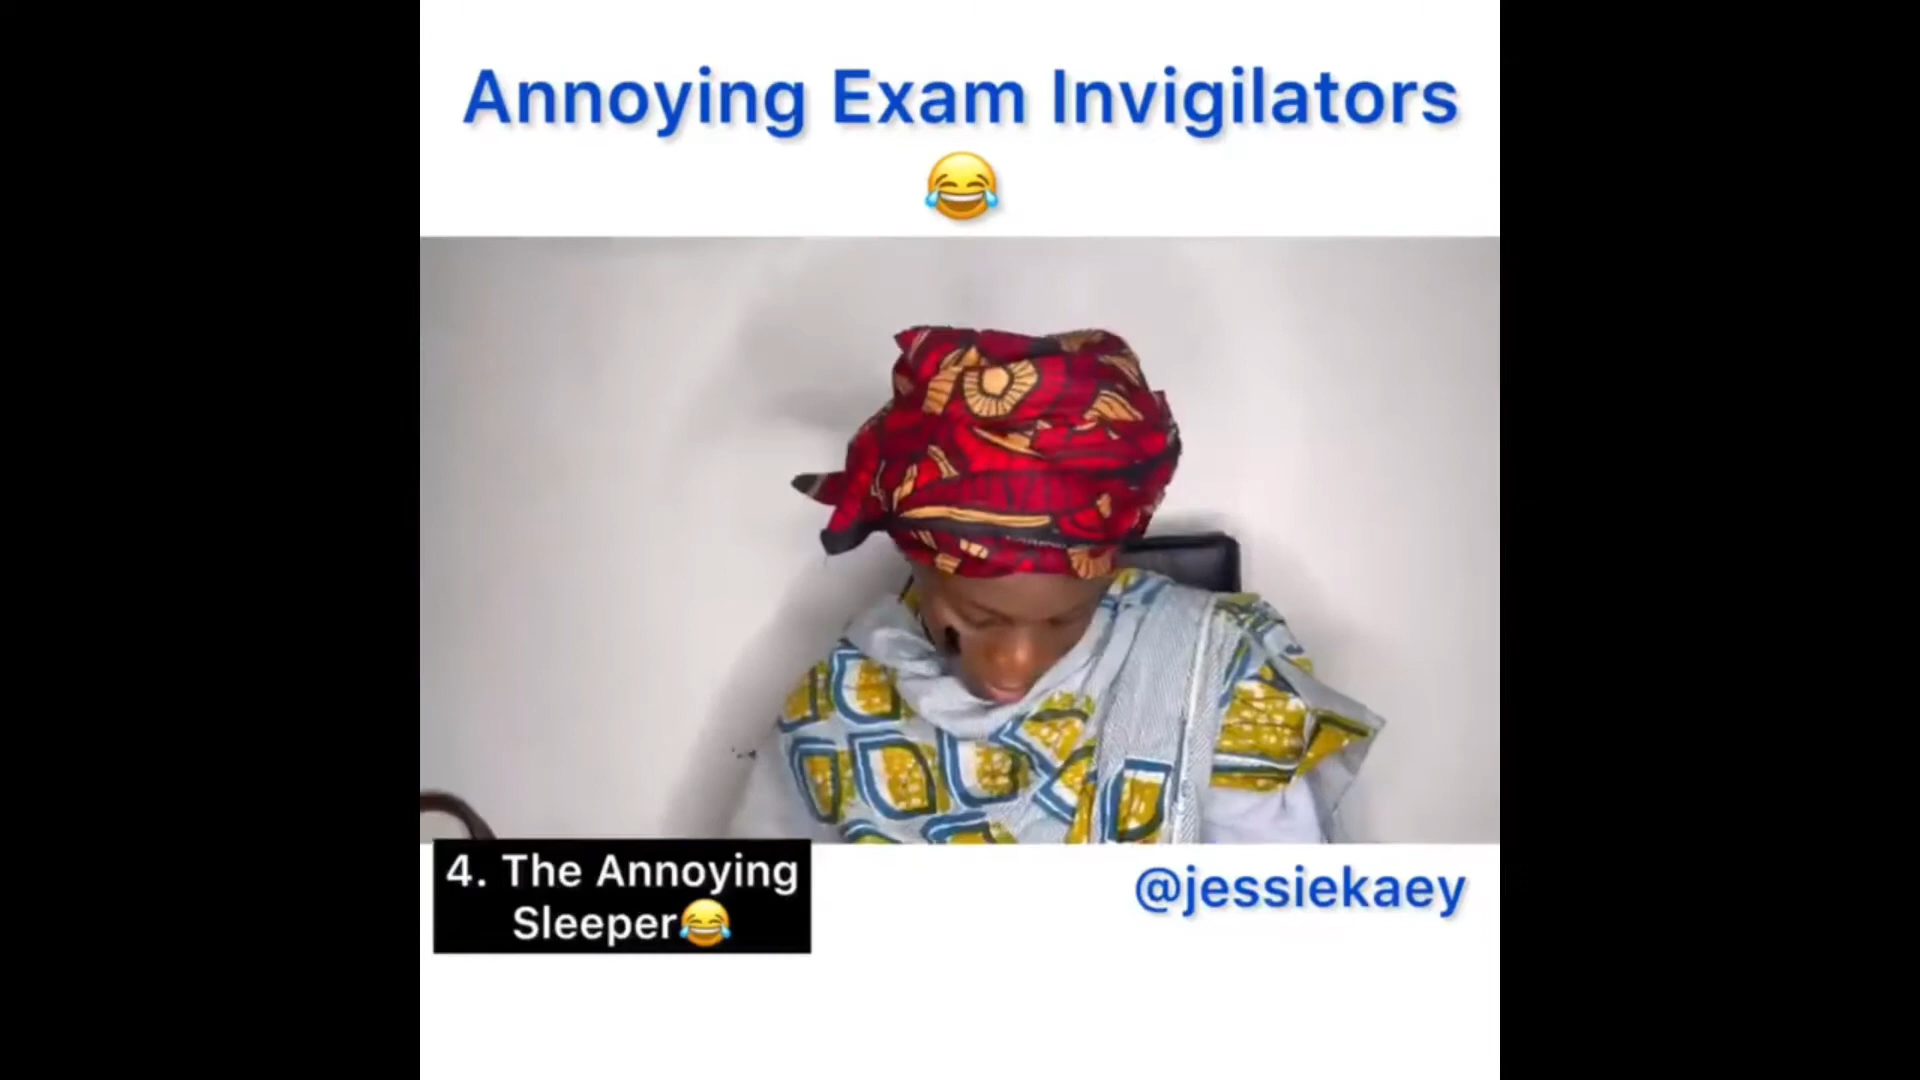 Annoying Exam Invigilators
😂
4. The Annoying
Sleeper😂
@jessiekaey